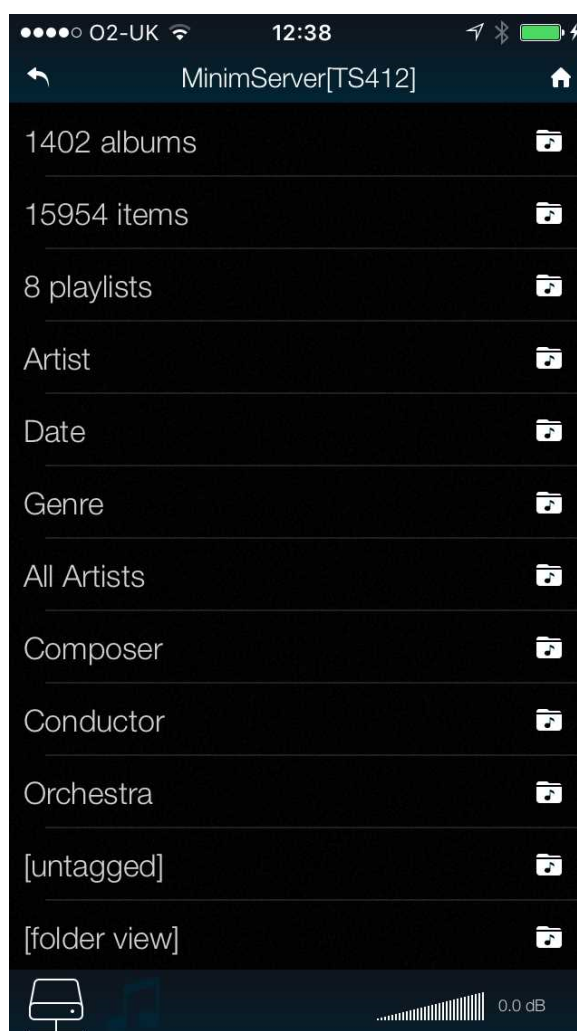 O2-UK 12:38
MinimServer[TS412]
1402 albums
15954 items
8 playlists
Artist
Date
Genre
All Artists
Composer
Conductor
Orchestra
[untagged]
[folder view]
0.0 dB